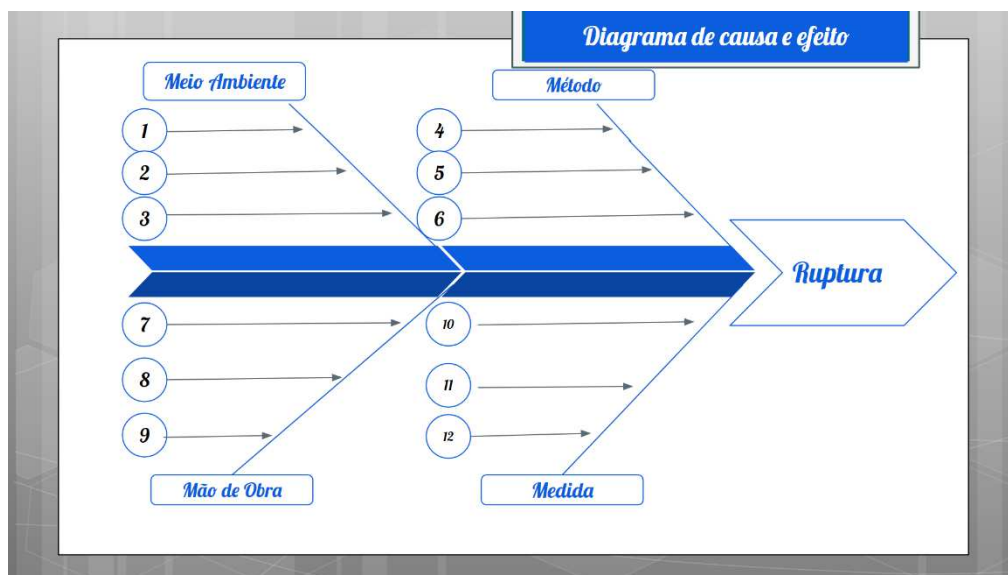 Diagrama de causa e efeito
Meio Ambiente
Método
1
2
3
4
5
6
Ruptura
7
8
9
10
11
12
Mão de Obra
Medida